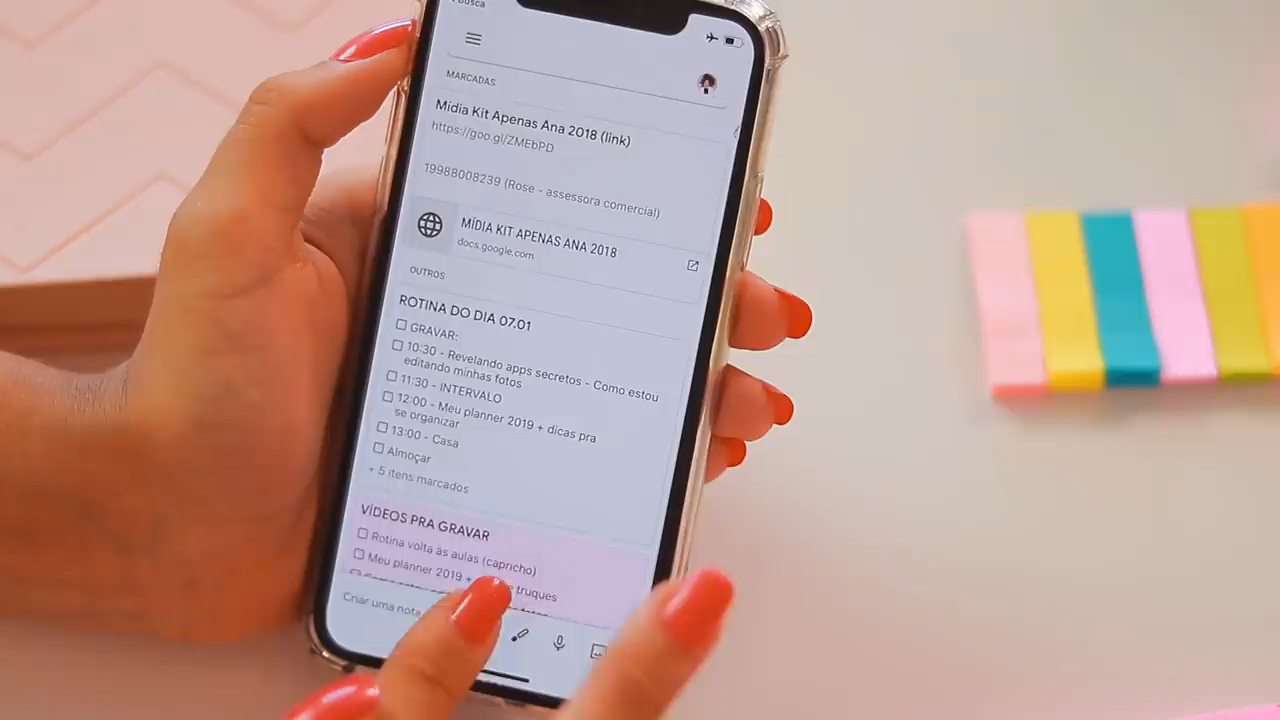 Busca
MARCADAS
Mídia Kit Apenas Ana 2018 (link)
https://goo.gl/ZMEbPD
19988008239 (Rose - assessora comercial)
MÍDIA KIT APENAS ANA 2018
docs.google.com
OUTROS
ROTINA DO DIA 07.01
GRAVAR:
10:30 - Revelando apps secretos - Como estou
editando minhas fotos
11:30 - INTERVALO
12:00 - Meu planner 2019 + dicas pra
se organizar
13:00 - Casa
Almoçar
+ 5 itens marcados
VÍDEOS PRA GRAVAR
Rotina volta às aulas (capricho)
Meu planner 2019 + truques
Criar uma nota